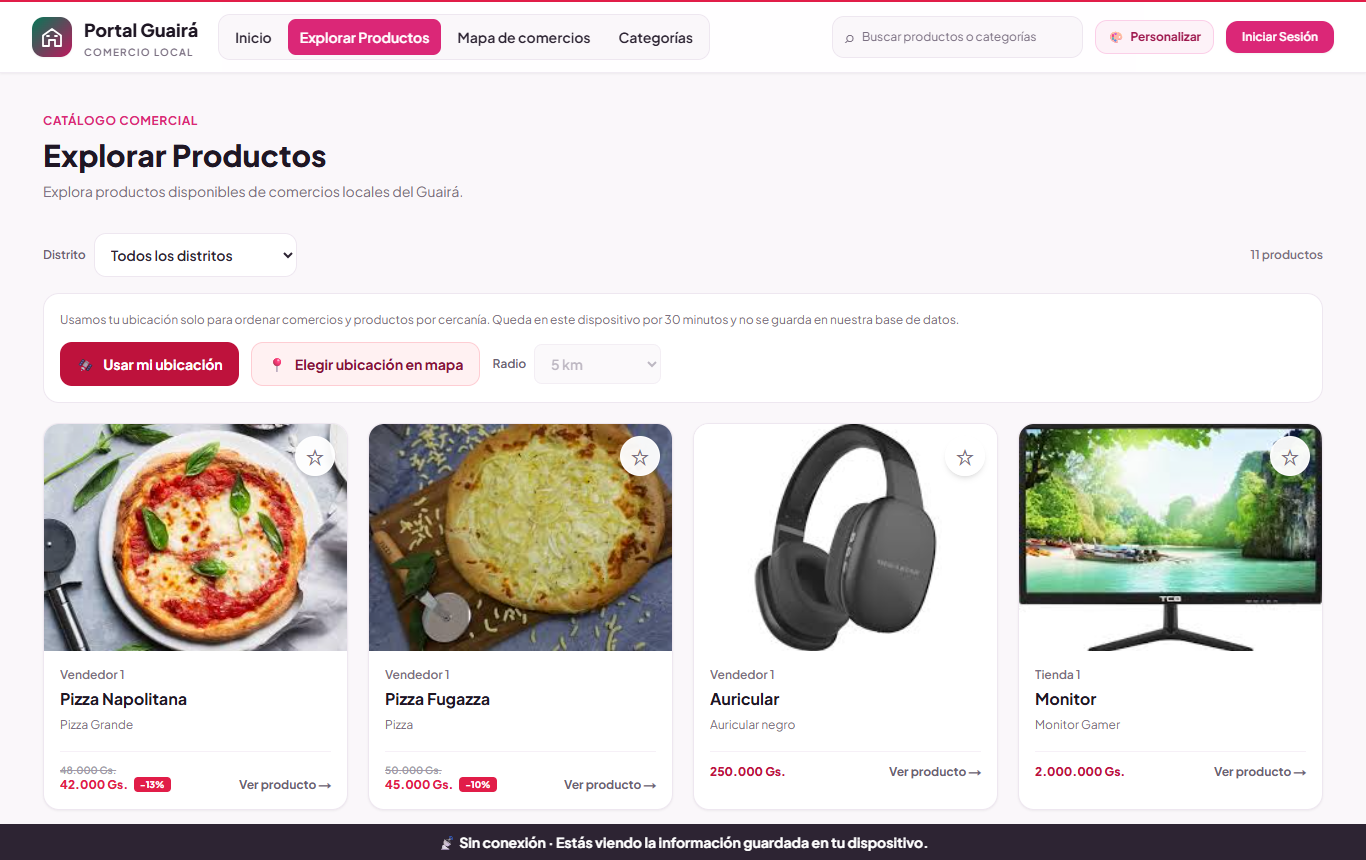 Portal Guairá
COMERCIO LOCAL
Inicio
Explorar Productos
Mapa de comercios
Categorías
Buscar productos o categorías
Personalizar
Iniciar Sesión
CATÁLOGO COMERCIAL
Explorar Productos
Explora productos disponibles de comercios locales del Guairá.
Distrito
Todos los distritos
11 productos
Usamos tu ubicación solo para ordenar comercios y productos por cercanía. Queda en este dispositivo por 30 minutos y no se guarda en nuestra base de datos.
Usar mi ubicación
Elegir ubicación en mapa
Radio
5 km
TCB
Vendedor 1
Pizza Napolitana
Pizza Grande
48.000 Gs.
42.000 Gs. -13%
Ver producto →
Vendedor 1
Pizza Fugazza
Pizza
50.000 Gs.
45.000 Gs. -10%
Ver producto →
Vendedor 1
Auricular
Auricular negro
250.000 Gs.
Ver producto →
Tienda 1
Monitor
Monitor Gamer
2.000.000 Gs.
Ver producto →
Sin conexión · Estás viendo la información guardada en tu dispositivo.